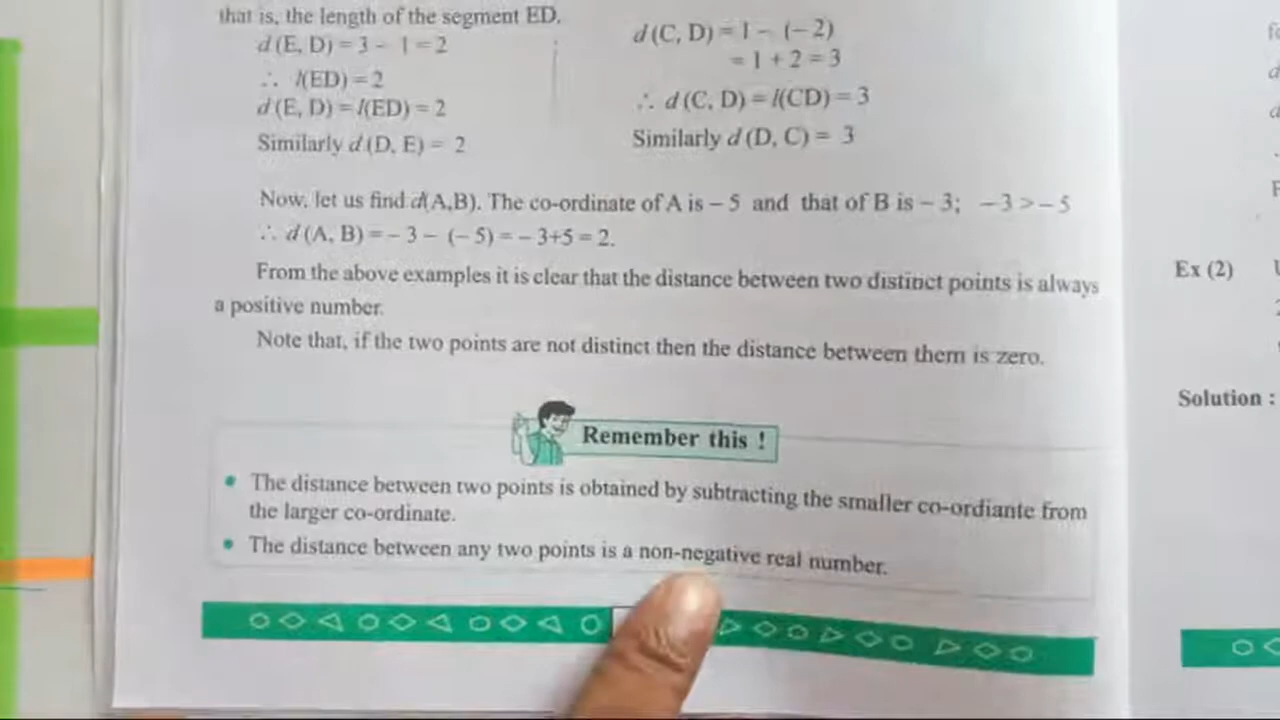 that is, the length of the segment ED.
d (E, D) = 3 - 1 = 2
∴ l(ED) = 2
d (E, D) = l(ED) = 2
Similarly d (D, E) = 2
d (C, D) = 1 - (-2)
= 1 + 2 = 3
∴ d (C, D) = l(CD) = 3
Similarly d (D, C) = 3
Now, let us find d(A,B). The co-ordinate of A is - 5 and that of B is - 3; -3 > - 5
∴ d (A, B) = - 3 - (- 5) = - 3+5 = 2.
From the above examples it is clear that the distance between two distinct points is always
a positive number.
Note that, if the two points are not distinct then the distance between them is zero.
Remember this !
• The distance between two points is obtained by subtracting the smaller co-ordiante from
the larger co-ordinate.
• The distance between any two points is a non-negative real number.
Ex (2)
Solution :